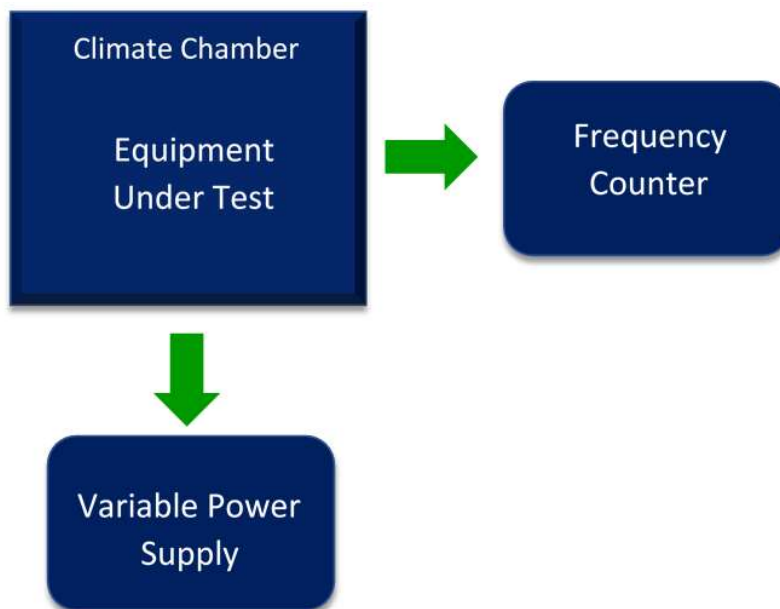 Climate Chamber
Equipment
Under Test
Frequency
Counter
Variable Power
Supply